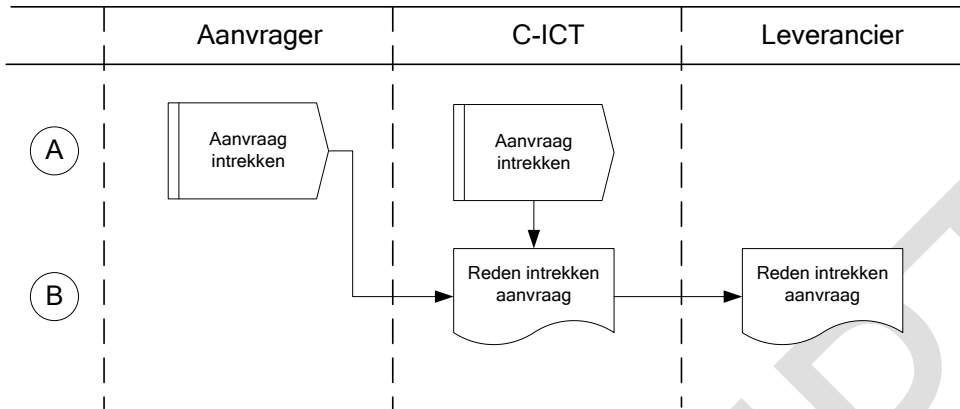 Aanvrager
C-ICT
Leverancier
A
Aanvraag
intrekken
Aanvraag
intrekken
B
Reden intrekken
aanvraag
Reden intrekken
aanvraag